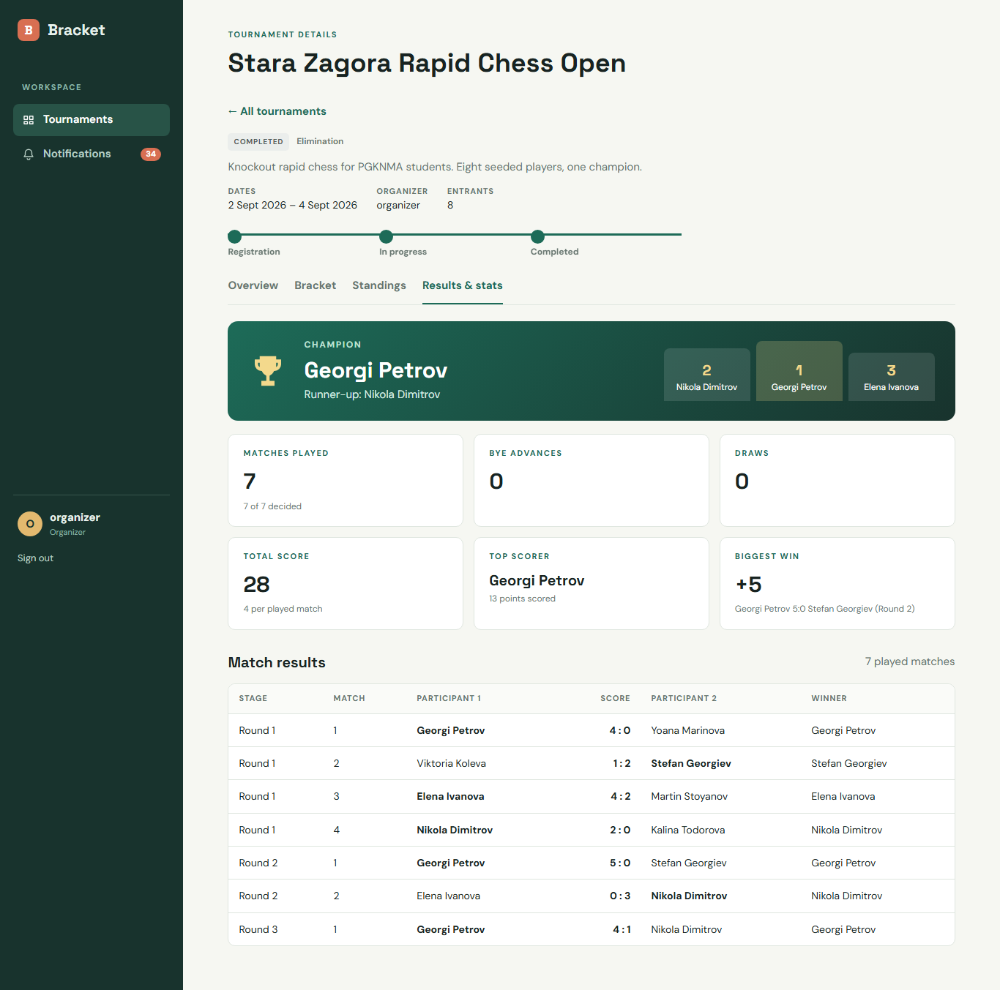 B Bracket
WORKSPACE
Tournaments
Notifications 34
organizer
O
Organizer
Sign out
TOURNAMENT DETAILS
Stara Zagora Rapid Chess Open
← All tournaments
COMPLETED Elimination
Knockout rapid chess for PGKNMA students. Eight seeded players, one champion.
DATES ORGANIZER ENTRANTS
2 Sept 2026 – 4 Sept 2026 organizer 8
Registration In progress Completed
Overview Bracket Standings Results & stats
CHAMPION
Georgi Petrov
Runner-up: Nikola Dimitrov
2 1 3
Nikola Dimitrov Georgi Petrov Elena Ivanova
MATCHES PLAYED BYE ADVANCES DRAWS
7 0 0
7 of 7 decided
TOTAL SCORE TOP SCORER BIGGEST WIN
28 Georgi Petrov +5
4 per played match 13 points scored Georgi Petrov 5:0 Stefan Georgiev (Round 2)
Match results 7 played matches
STAGE MATCH PARTICIPANT 1 SCORE PARTICIPANT 2 WINNER
Round 1 1 Georgi Petrov 4 : 0 Yoana Marinova Georgi Petrov
Round 1 2 Viktoria Koleva 1 : 2 Stefan Georgiev Stefan Georgiev
Round 1 3 Elena Ivanova 4 : 2 Martin Stoyanov Elena Ivanova
Round 1 4 Nikola Dimitrov 2 : 0 Kalina Todorova Nikola Dimitrov
Round 2 1 Georgi Petrov 5 : 0 Stefan Georgiev Georgi Petrov
Round 2 2 Elena Ivanova 0 : 3 Nikola Dimitrov Nikola Dimitrov
Round 3 1 Georgi Petrov 4 : 1 Nikola Dimitrov Georgi Petrov